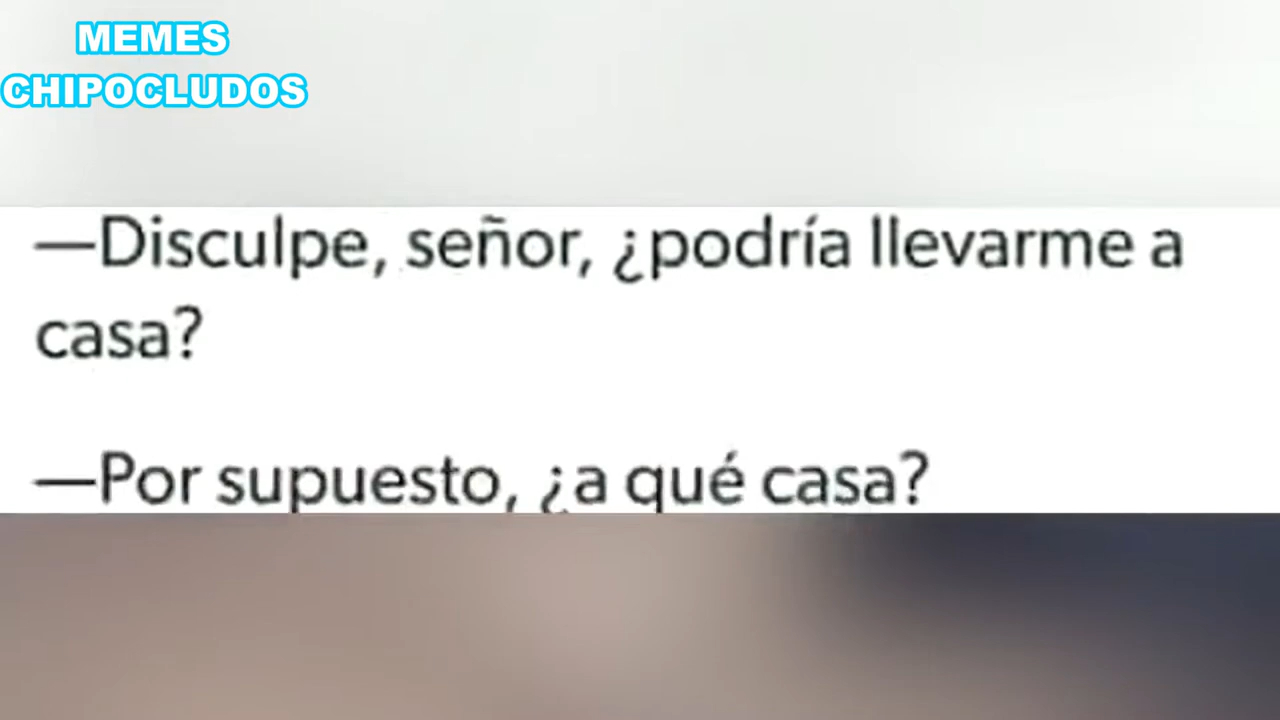 MEMES
CHIPOCLUDOS
—Disculpe, señor, ¿podría llevarme a
casa?
—Por supuesto, ¿a qué casa?